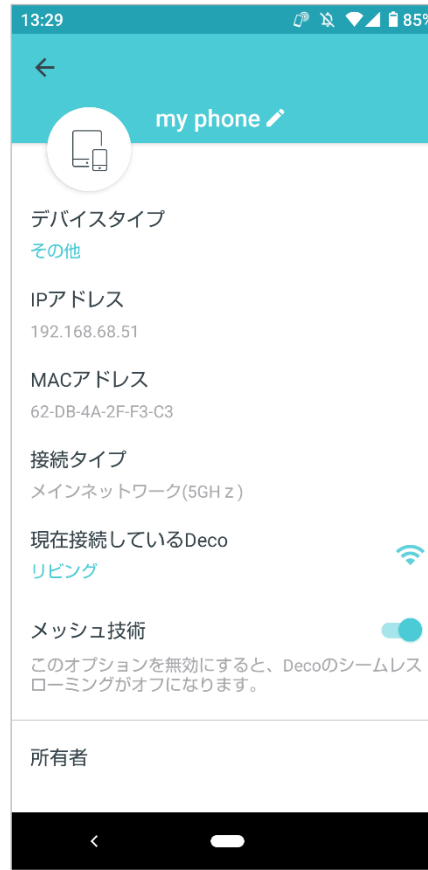 13:29
85%
my phone
デバイスタイプ
その他
IPアドレス
192.168.68.51
MACアドレス
62-DB-4A-2F-F3-C3
接続タイプ
メインネットワーク(5GHｚ)
現在接続しているDeco
リビング
メッシュ技術
このオプションを無効にすると、Decoのシームレス
ローミングがオフになります。
所有者